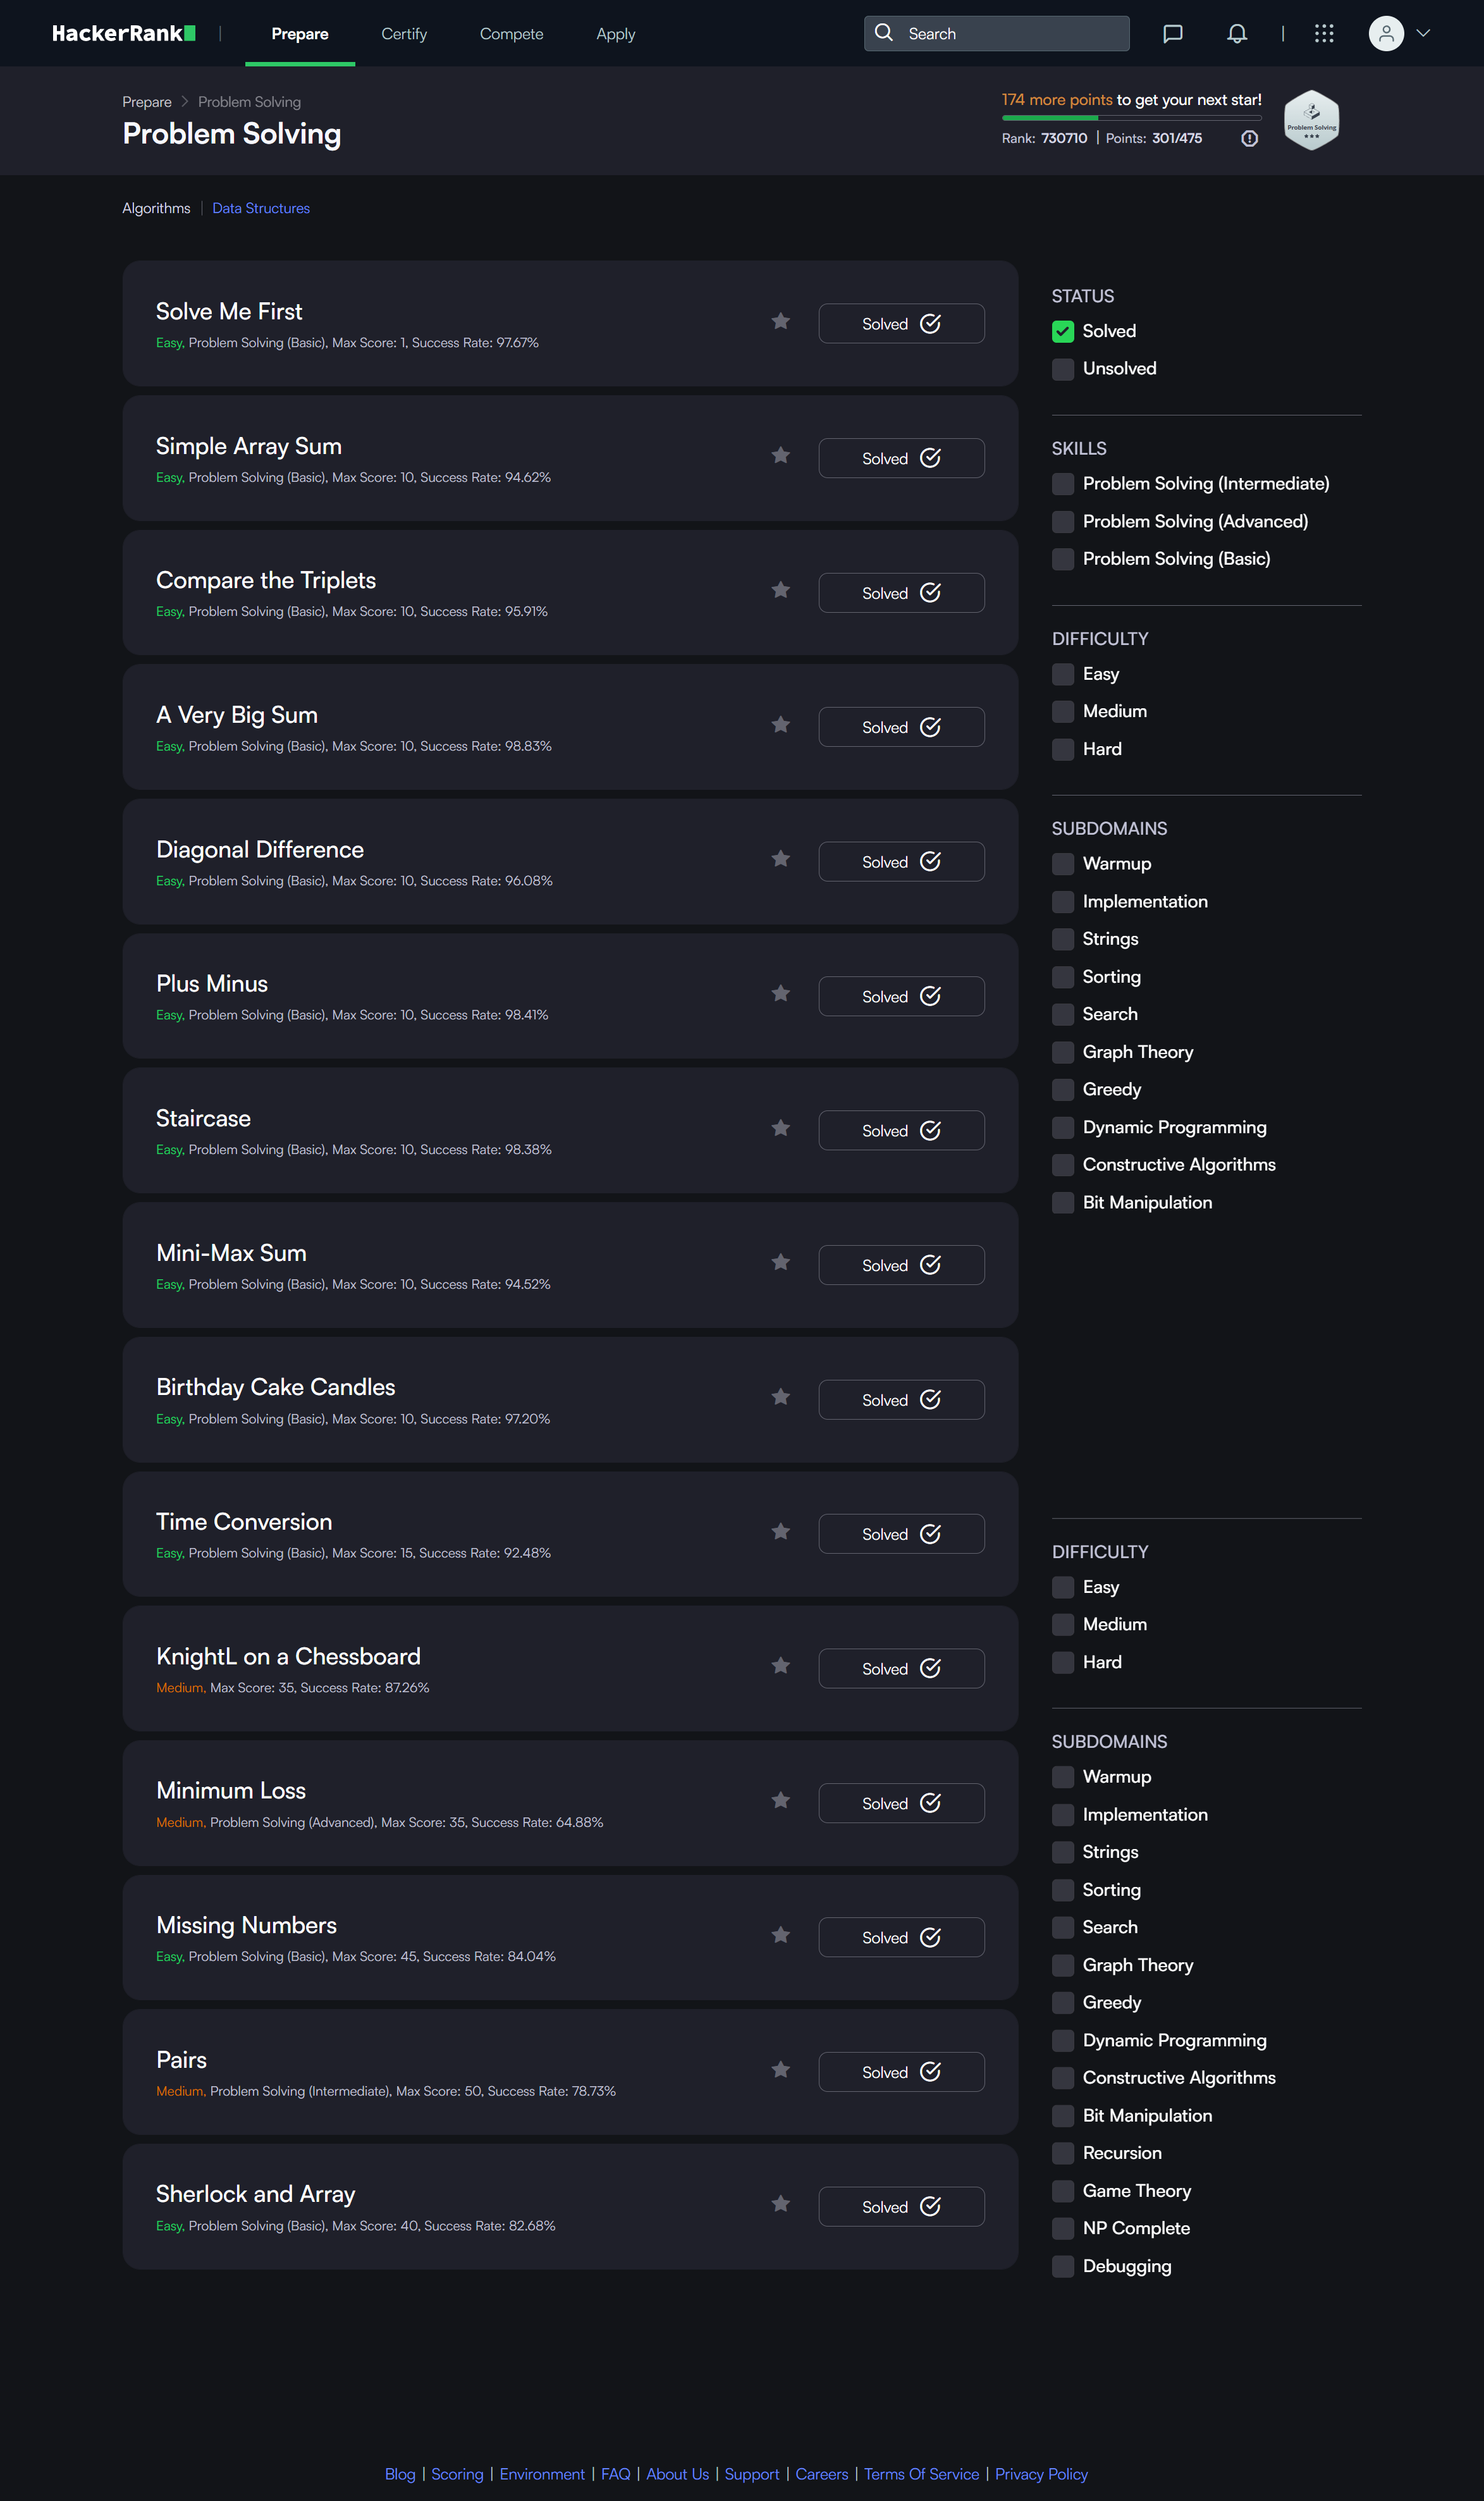 HackerRank
Prepare
Certify
Compete
Apply
Search
Prepare > Problem Solving
Problem Solving
174 more points to get your next star!
Rank: 730710 | Points: 301/475
Problem Solving
Algorithms | Data Structures
Solve Me First
Easy, Problem Solving (Basic), Max Score: 1, Success Rate: 97.67%
Solved
Simple Array Sum
Easy, Problem Solving (Basic), Max Score: 10, Success Rate: 94.62%
Solved
Compare the Triplets
Easy, Problem Solving (Basic), Max Score: 10, Success Rate: 95.91%
Solved
A Very Big Sum
Easy, Problem Solving (Basic), Max Score: 10, Success Rate: 98.83%
Solved
Diagonal Difference
Easy, Problem Solving (Basic), Max Score: 10, Success Rate: 96.08%
Solved
Plus Minus
Easy, Problem Solving (Basic), Max Score: 10, Success Rate: 98.41%
Solved
Staircase
Easy, Problem Solving (Basic), Max Score: 10, Success Rate: 98.38%
Solved
Mini-Max Sum
Easy, Problem Solving (Basic), Max Score: 10, Success Rate: 94.52%
Solved
Birthday Cake Candles
Easy, Problem Solving (Basic), Max Score: 10, Success Rate: 97.20%
Solved
Time Conversion
Easy, Problem Solving (Basic), Max Score: 15, Success Rate: 92.48%
Solved
KnightL on a Chessboard
Medium, Max Score: 35, Success Rate: 87.26%
Solved
Minimum Loss
Medium, Problem Solving (Advanced), Max Score: 35, Success Rate: 64.88%
Solved
Missing Numbers
Easy, Problem Solving (Basic), Max Score: 45, Success Rate: 84.04%
Solved
Pairs
Medium, Problem Solving (Intermediate), Max Score: 50, Success Rate: 78.73%
Solved
Sherlock and Array
Easy, Problem Solving (Basic), Max Score: 40, Success Rate: 82.68%
Solved
STATUS
Solved
Unsolved
SKILLS
Problem Solving (Intermediate)
Problem Solving (Advanced)
Problem Solving (Basic)
DIFFICULTY
Easy
Medium
Hard
SUBDOMAINS
Warmup
Implementation
Strings
Sorting
Search
Graph Theory
Greedy
Dynamic Programming
Constructive Algorithms
Bit Manipulation
DIFFICULTY
Easy
Medium
Hard
SUBDOMAINS
Warmup
Implementation
Strings
Sorting
Search
Graph Theory
Greedy
Dynamic Programming
Constructive Algorithms
Bit Manipulation
Recursion
Game Theory
NP Complete
Debugging
Blog | Scoring | Environment | FAQ | About Us | Support | Careers | Terms Of Service | Privacy Policy